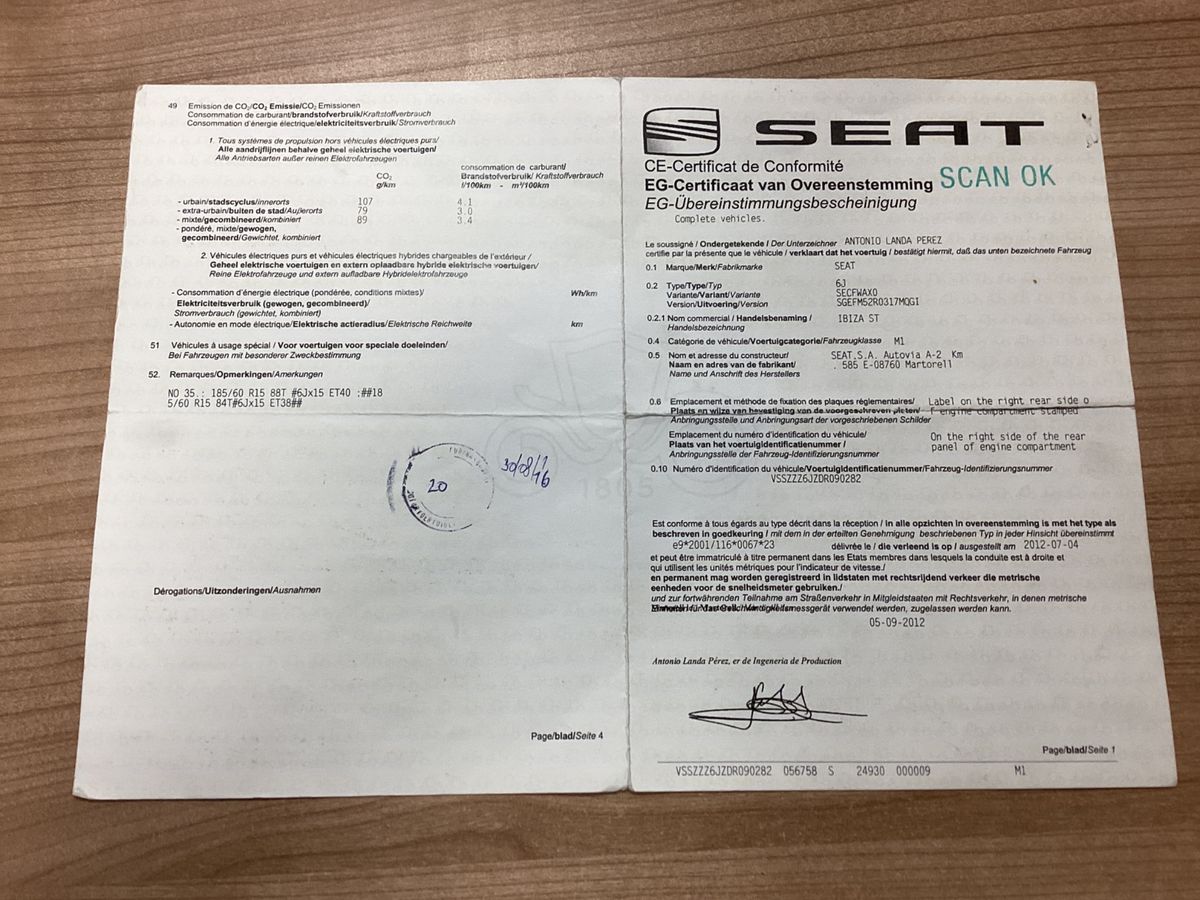 49 Emission de CO₂/CO₂ Emissie/CO₂ Emissionen
Consommation de carburant/brandstofverbruik/Kraftstoffverbrauch
Consommation d'énergie électrique/elektriciteitsverbruik/Stromverbrauch
1. Tous systèmes de propulsion hors véhicules électriques purs/
Alle aandrijflijnen behalve geheel elektrische voertuigen/
Alle Antriebsarten außer reinen Elektrofahrzeugen
CO₂
g/km
consommation de carburant/
Brandstofverbruik/ Kraftstoffverbrauch
l/100km - m³/100km
- urbain/stadscyclus/innerorts 107 4.1
- extra-urbain/buiten de stad/Außerorts 79 3.0
- mixte/gecombineerd/kombiniert 89 3.4
- pondéré, mixte/gewogen,
gecombineerd/Gewichtet, kombiniert
2. Véhicules électriques purs et véhicules électriques hybrides chargeables de l'extérieur /
Geheel elektrische voertuigen en extern oplaadbare hybride elektrische voertuigen/
Reine Elektrofahrzeuge und extern aufladbare Hybridelektrofahrzeuge
- Consommation d'énergie électrique (pondérée, conditions mixtes)/ Wh/km
Elektriciteitsverbruik (gewogen, gecombineerd)/
Stromverbrauch (gewichtet, kombiniert)
- Autonomie en mode électrique/Elektrische actieradius/Elektrische Reichweite km
51 Véhicules à usage spécial / Voor voertuigen voor speciale doeleinden/
Bei Fahrzeugen mit besonderer Zweckbestimmung
52. Remarques/Opmerkingen/Amerkungen
NO 35.: 185/60 R15 88T #6Jx15 ET40 :##18
5/60 R15 84T#6Jx15 ET38##
20
30/08/16
1805
Dérogations/Uitzonderingen/Ausnahmen
Page/blad/Seite 4
SEAT
CE-Certificat de Conformité
EG-Certificaat van Overeenstemming SCAN OK
EG-Übereinstimmungsbescheinigung
Complete vehicles.
Le soussigné / Ondergetekende / Der Unterzeichner ANTONIO LANDA PEREZ
certifie par la présente que le véhicule / verklaart dat het voertuig / bestätigt hiermit, daß das unten bezeichnete Fahrzeug
0.1 Marque/Merk/Fabrikmarke SEAT
0.2 Type/Type/Typ 6J
Variante/Variant/Variante SECFWAX0
Version/Uitvoering/Version SGEFM52R0317MQGI
0.2.1 Nom commercial / Handelsbenaming / IBIZA ST
Handelsbezeichnung
0.4 Catégorie de véhicule/Voertuigcategorie/Fahrzeugklasse M1
0.5 Nom et adresse du constructeur/ SEAT,S.A. Autovia A-2 Km
Naam en adres van de fabrikant/ . 585 E-08760 Martorell
Name und Anschrift des Herstellers
0.6 Emplacement et méthode de fixation des plaques réglementaires/ Label on the right rear side o
Plaats en wijze van bevestiging van de voorgeschreven platen/ f engine compartment stamped
Anbringungsstelle und Anbringungsart der vorgeschriebenen Schilder
Emplacement du numéro d'identification du véhicule/ On the right side of the rear
Plaats van het voertuigidentificatienummer / panel of engine compartment
Anbringungsstelle der Fahrzeug-Identifizierungsnummer
0.10 Numéro d'identification du véhicule/Voertuigidentificatienummer/Fahrzeug-Identifizierungsnummer
VSSZZZ6JZDR090282
Est conforme à tous égards au type décrit dans la réception / In alle opzichten in overeenstemming is met het type als
beschreven in goedkeuring / mit dem in der erteilten Genehmigung beschriebenen Typ in jeder Hinsicht übereinstimmt
e9*2001/116*0067*23 délivrée le / die verleend is op / ausgestellt am 2012-07-04
et peut être immatriculé à titre permanent dans les Etats membres dans lesquels la conduite est à droite et
qui utilisent les unités métriques pour l'indicateur de vitesse./
en permanent mag worden geregistreerd in lidstaten met rechtsrijdend verkeer die metrische
eenheden voor de snelheidsmeter gebruiken./
und zur fortwährenden Teilnahme am Straßenverkehr in Mitgliedstaaten mit Rechtsverkehr, in denen metrische
messgerät verwendet werden, zugelassen werden kann.
05-09-2012
Antonio Landa Pérez, er de Ingeneria de Production
Page/blad/Seite 1
VSSZZZ6JZDR090282 056758 S 24930 000009 M1